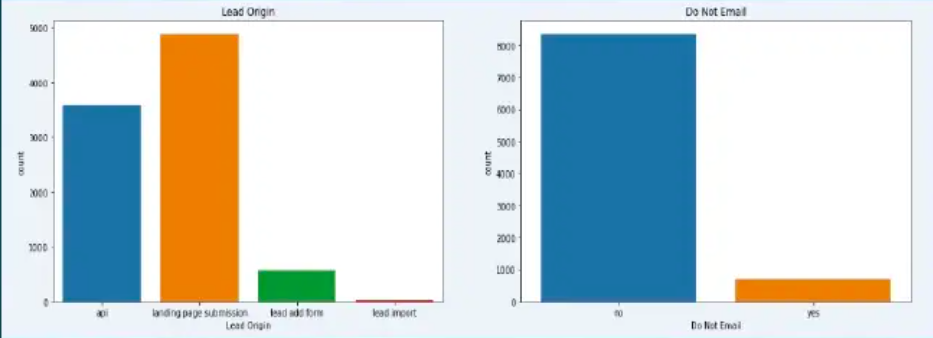 Lead Origin
5000
4000
3000
2000
1000
0
count
api landing page submission lead add form lead import
Lead Origin
Do Not Email
8000
7000
6000
5000
4000
3000
2000
1000
0
count
no yes
Do Not Email